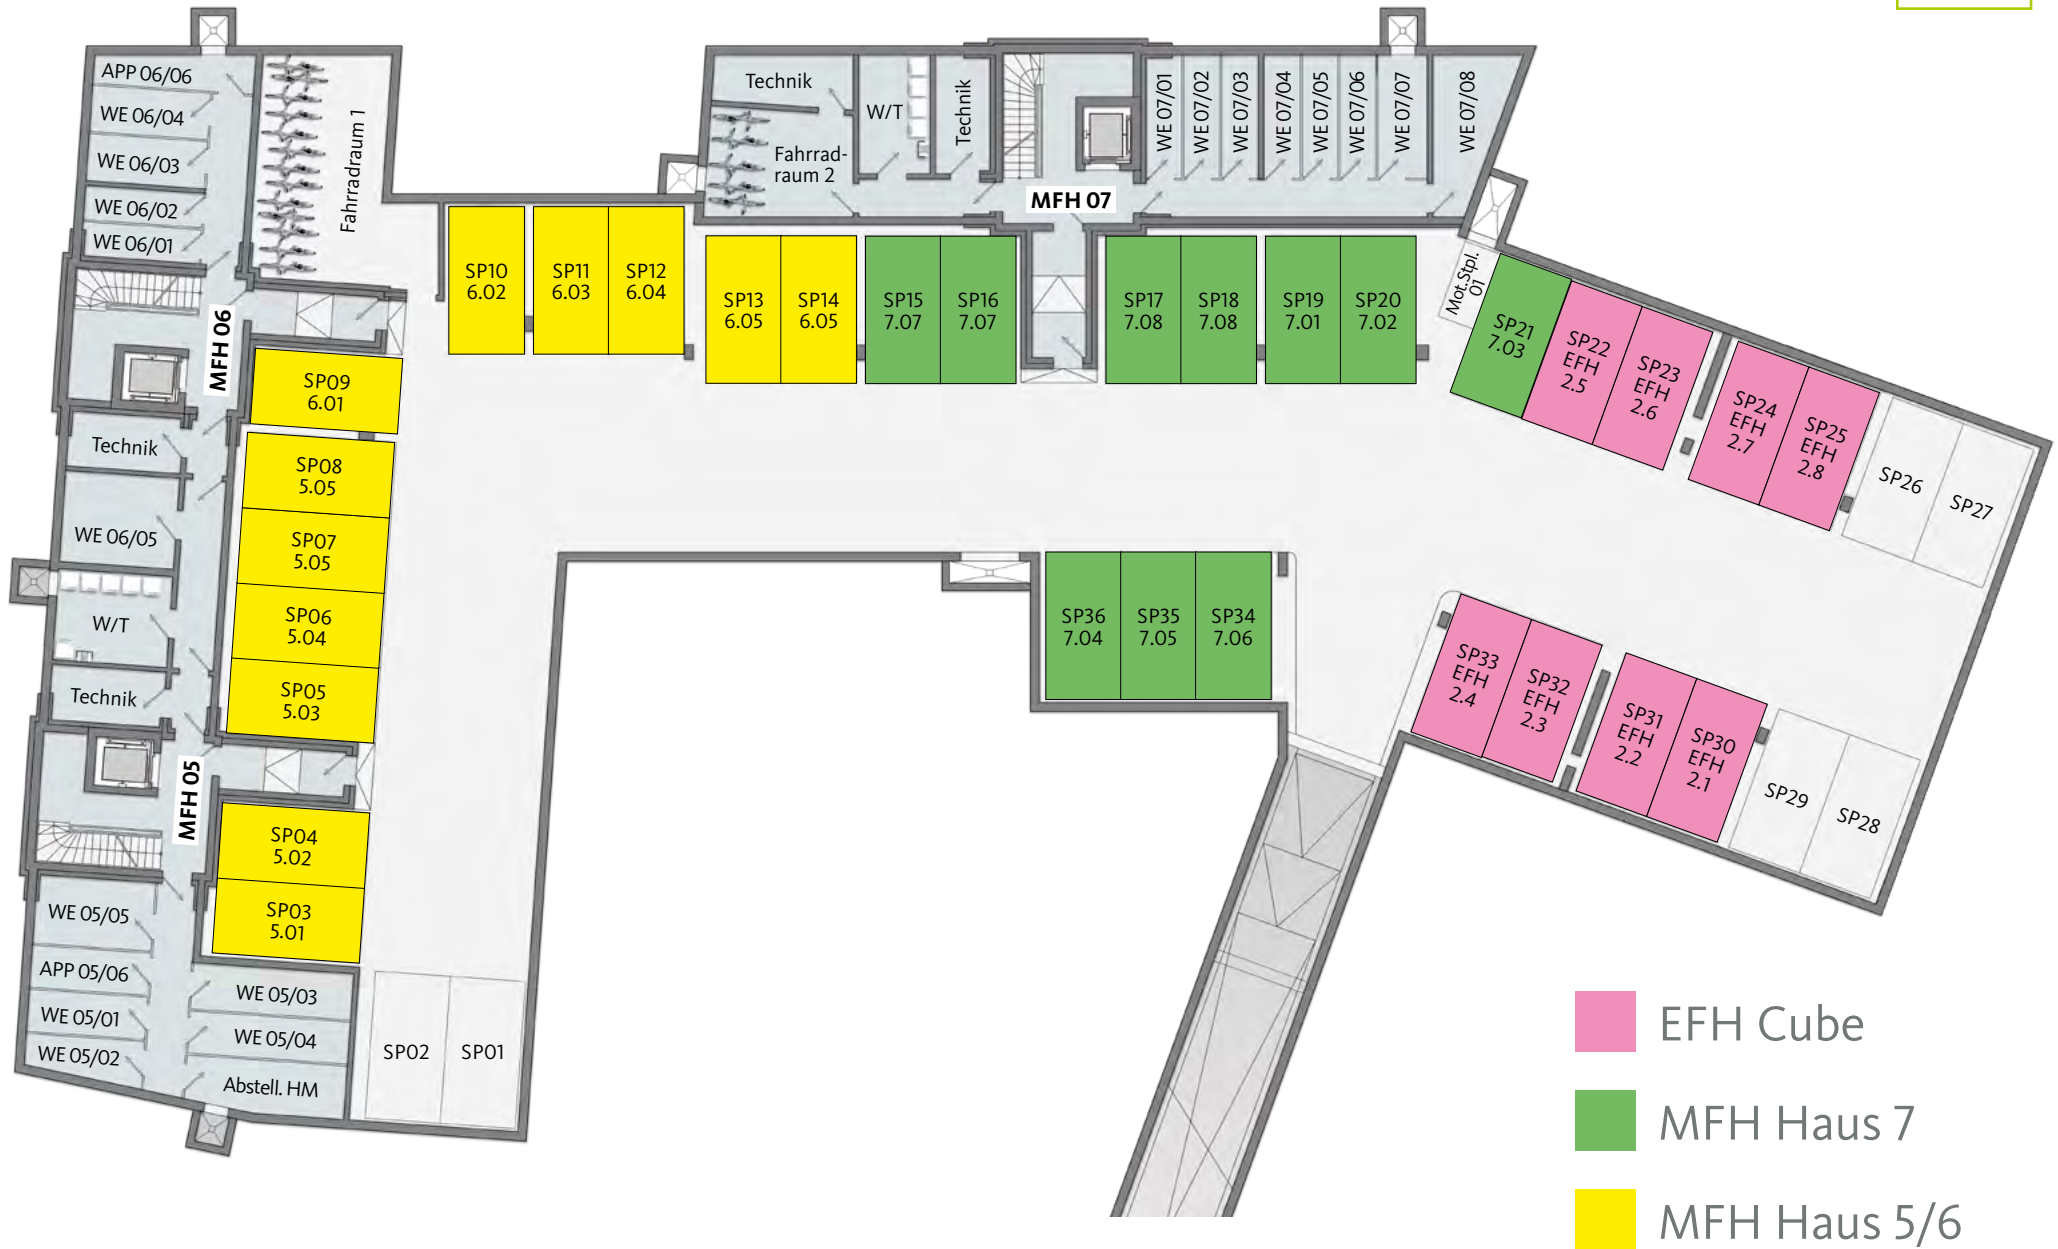 APP 06/06
WE 06/04
WE 06/03
WE 06/02
WE 06/01
Fahrradraum 1
MFH 06
Technik
WE 06/05
W/T
Technik
MFH 05
WE 05/05
APP 05/06
WE 05/01
WE 05/02
WE 05/03
WE 05/04
Abstell. HM
SP02
SP01
SP03
5.01
SP04
5.02
SP05
5.03
SP06
5.04
SP07
5.05
SP08
5.05
SP09
6.01
SP10
6.02
SP11
6.03
SP12
6.04
SP13
6.05
SP14
6.05
SP15
7.07
SP16
7.07
Technik
Fahrrad-
raum 2
W/T
Technik
MFH 07
WE 07/01
WE 07/02
WE 07/03
WE 07/04
WE 07/05
WE 07/06
WE 07/07
WE 07/08
SP17
7.08
SP18
7.08
SP19
7.01
SP20
7.02
Mot.Stpl.
01
SP21
7.03
SP22
EFH
2.5
SP23
EFH
2.6
SP24
EFH
2.7
SP25
EFH
2.8
SP26
SP27
SP36
7.04
SP35
7.05
SP34
7.06
SP33
EFH
2.4
SP32
EFH
2.3
SP31
EFH
2.2
SP30
EFH
2.1
SP29
SP28
EFH Cube
MFH Haus 7
MFH Haus 5/6